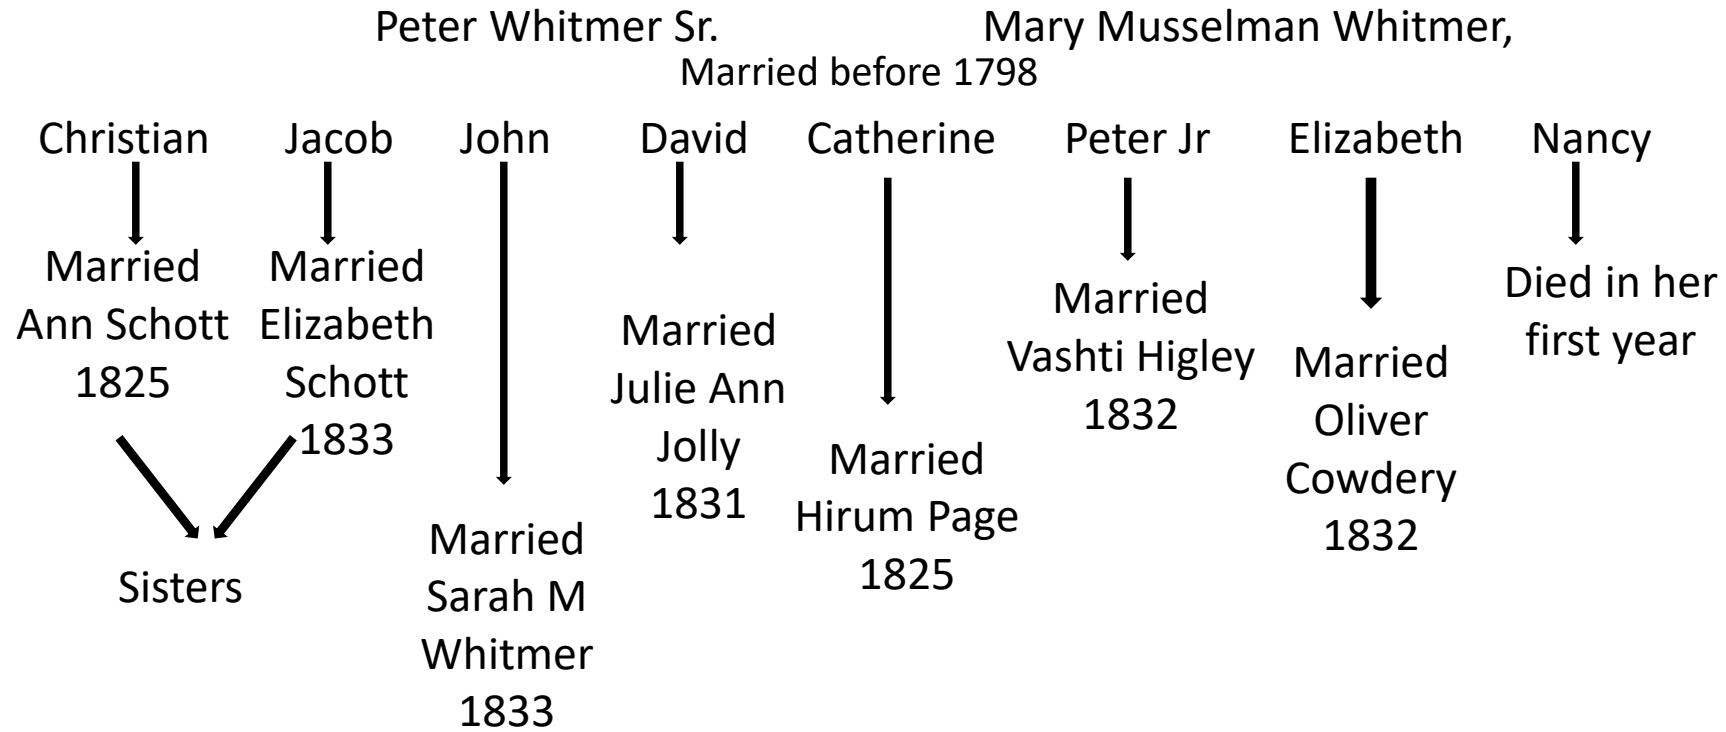 Peter Whitmer Sr.
Mary Musselman Whitmer,
Married before 1798
Christian
Jacob
John
David
Catherine
Peter Jr
Elizabeth
Nancy
Married
Ann Schott
1825
Married
Elizabeth
Schott
1833
Sisters
Married
Sarah M
Whitmer
1833
Married
Julie Ann
Jolly
1831
Married
Hirum Page
1825
Married
Vashti Higley
1832
Married
Oliver
Cowdery
1832
Died in her
first year